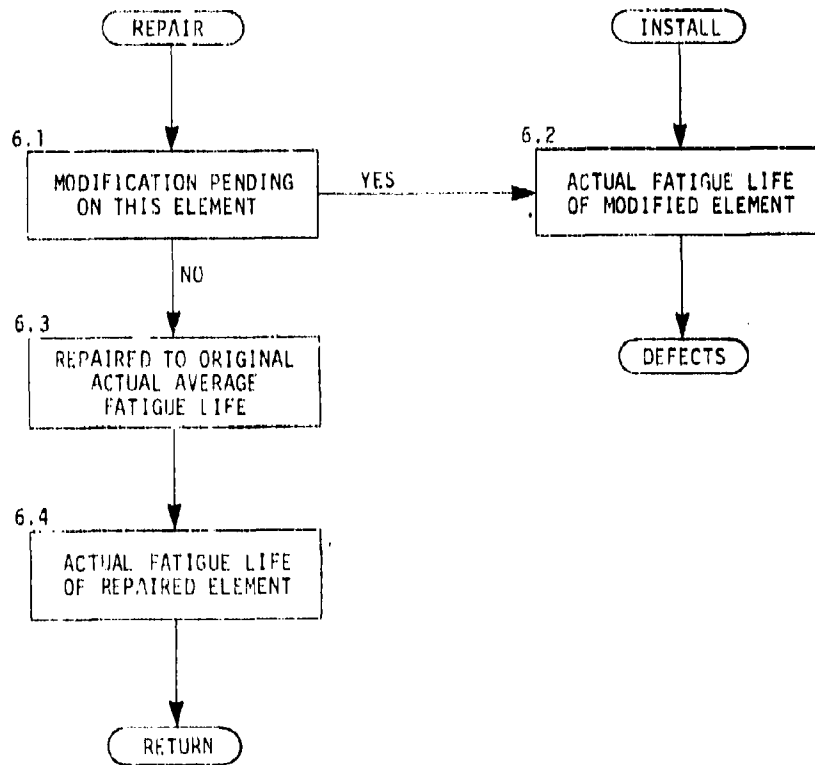 REPAIR
INSTALL
6.1
MODIFICATION PENDING
ON THIS ELEMENT
YES
6.2
ACTUAL FATIGUE LIFE
OF MODIFIED ELEMENT
NO
DEFECTS
6.3
REPAIRED TO ORIGINAL
ACTUAL AVERAGE
FATIGUE LIFE
6.4
ACTUAL FATIGUE LIFE
OF REPAIRED ELEMENT
RETURN